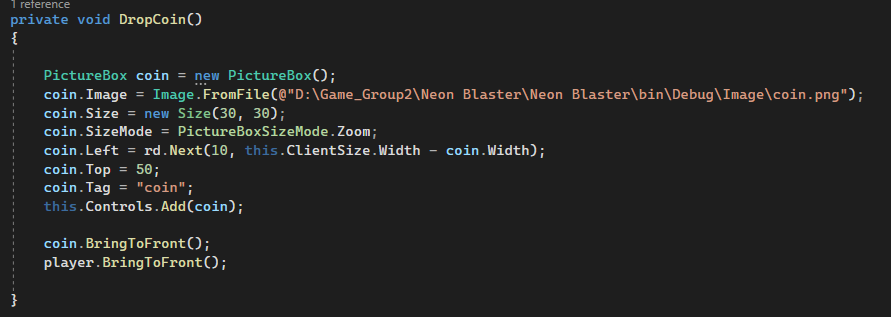 1 reference
private void DropCoin()
{
PictureBox coin = new PictureBox();
coin.Image = Image.FromFile(@"D:\Game_Group2\Neon Blaster\Neon Blaster\bin\Debug\Image\coin.png");
coin.Size = new Size(30, 30);
coin.SizeMode = PictureBoxSizeMode.Zoom;
coin.Left = rd.Next(10, this.ClientSize.Width - coin.Width);
coin.Top = 50;
coin.Tag = "coin";
this.Controls.Add(coin);
coin.BringToFront();
player.BringToFront();
}